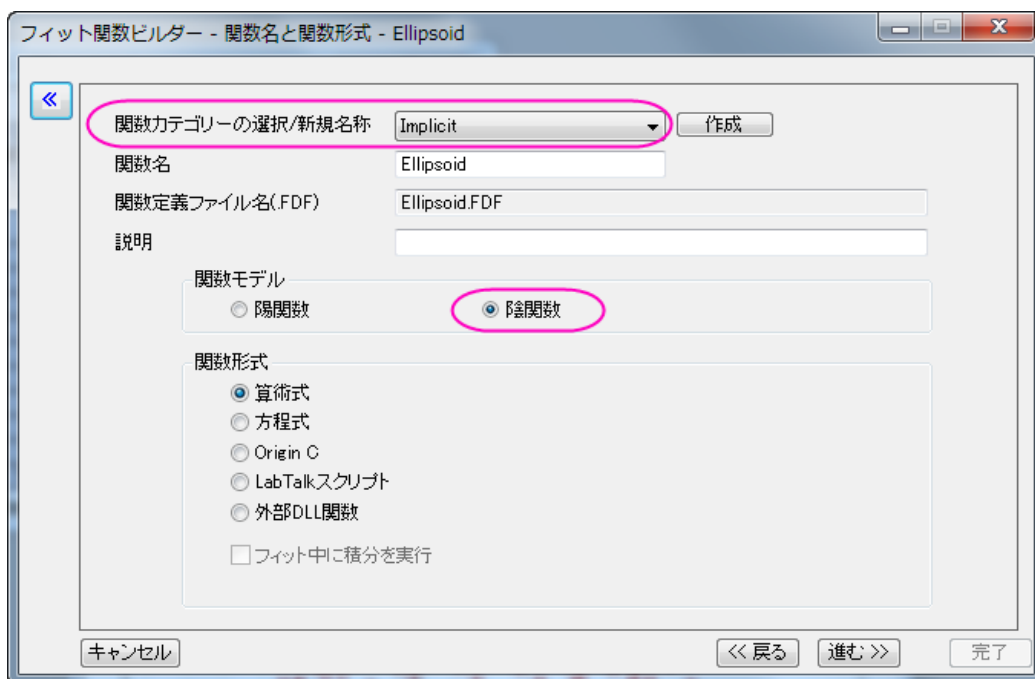 フィット関数ビルダー - 関数名と関数形式 - Ellipsoid
関数カテゴリーの選択/新規名称 Implicit 作成
関数名 Ellipsoid
関数定義ファイル名(.FDF) Ellipsoid.FDF
説明
関数モデル
陽関数 陰関数
関数形式
算術式
方程式
Origin C
LabTalkスクリプト
外部DLL関数
フィット中に積分を実行
キャンセル << 戻る 進む >> 完了